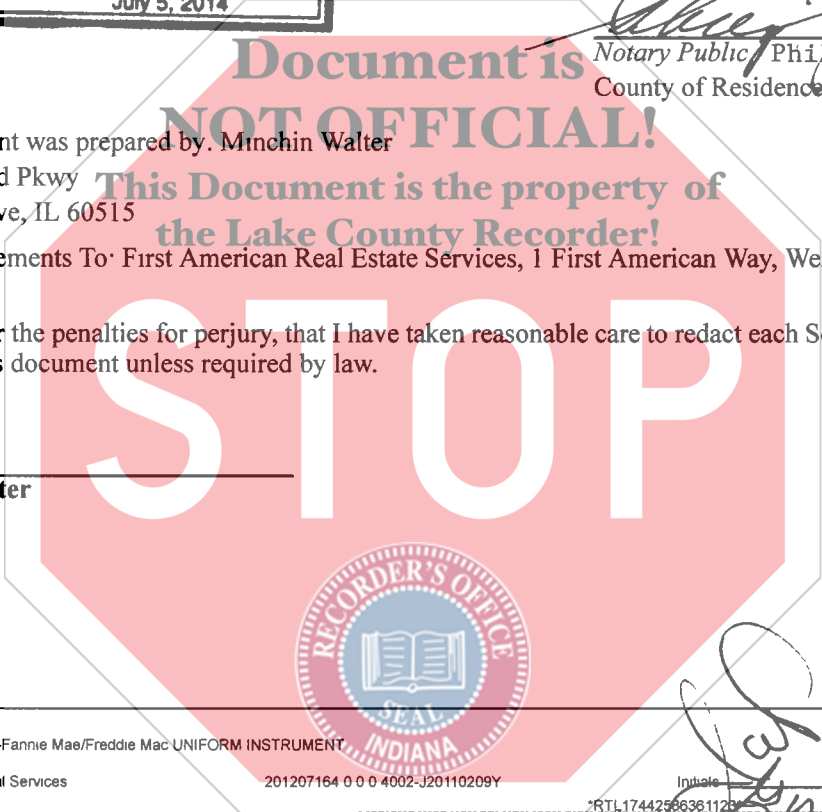 July 5, 2014
Document is
Notary Public Phil
County of Residence
NOT OFFICIAL!
nt was prepared by. Minchin Walter
d Pkwy
This Document is the property of
ve, IL 60515
the Lake County Recorder!
ements To· First American Real Estate Services, 1 First American Way, We
r the penalties for perjury, that I have taken reasonable care to redact each S
s document unless required by law.
STOP
ter
RECORDER'S OFFICE
SEAL
INDIANA
-Fannie Mae/Freddie Mac UNIFORM INSTRUMENT
l Services
201207164 0 0 0 4002-J20110209Y
Initials